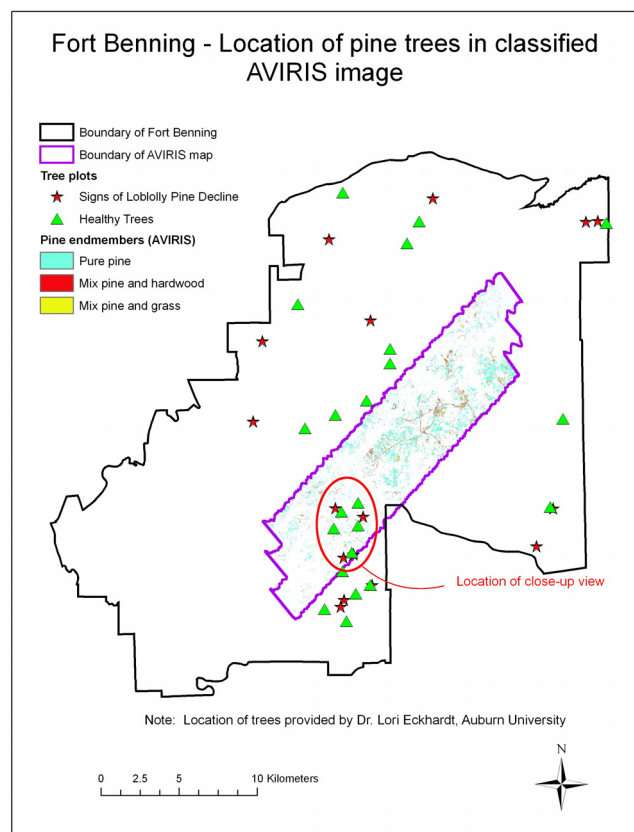 Fort Benning - Location of pine trees in classified
AVIRIS image
Boundary of Fort Benning
Boundary of AVIRIS map
Tree plots
Signs of Loblolly Pine Decline
Healthy Trees
Pine endmembers (AVIRIS)
Pure pine
Mix pine and hardwood
Mix pine and grass
Location of close-up view
Note: Location of trees provided by Dr. Lori Eckhardt, Auburn University
0 2.5 5 10 Kilometers
N